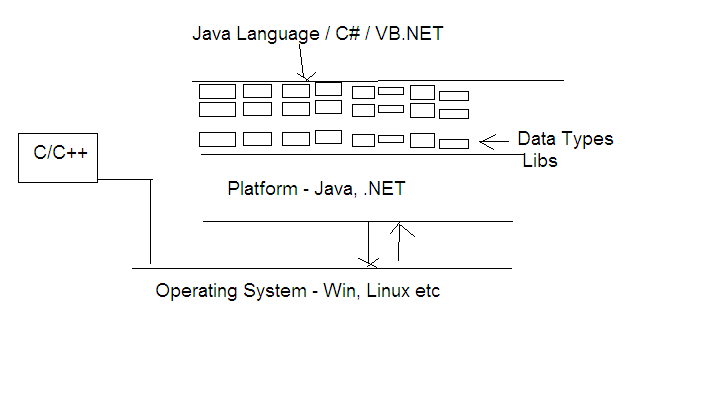 Java Language / C# / VB.NET
C/C++
Data Types
Libs
Platform - Java, .NET
Operating System - Win, Linux etc